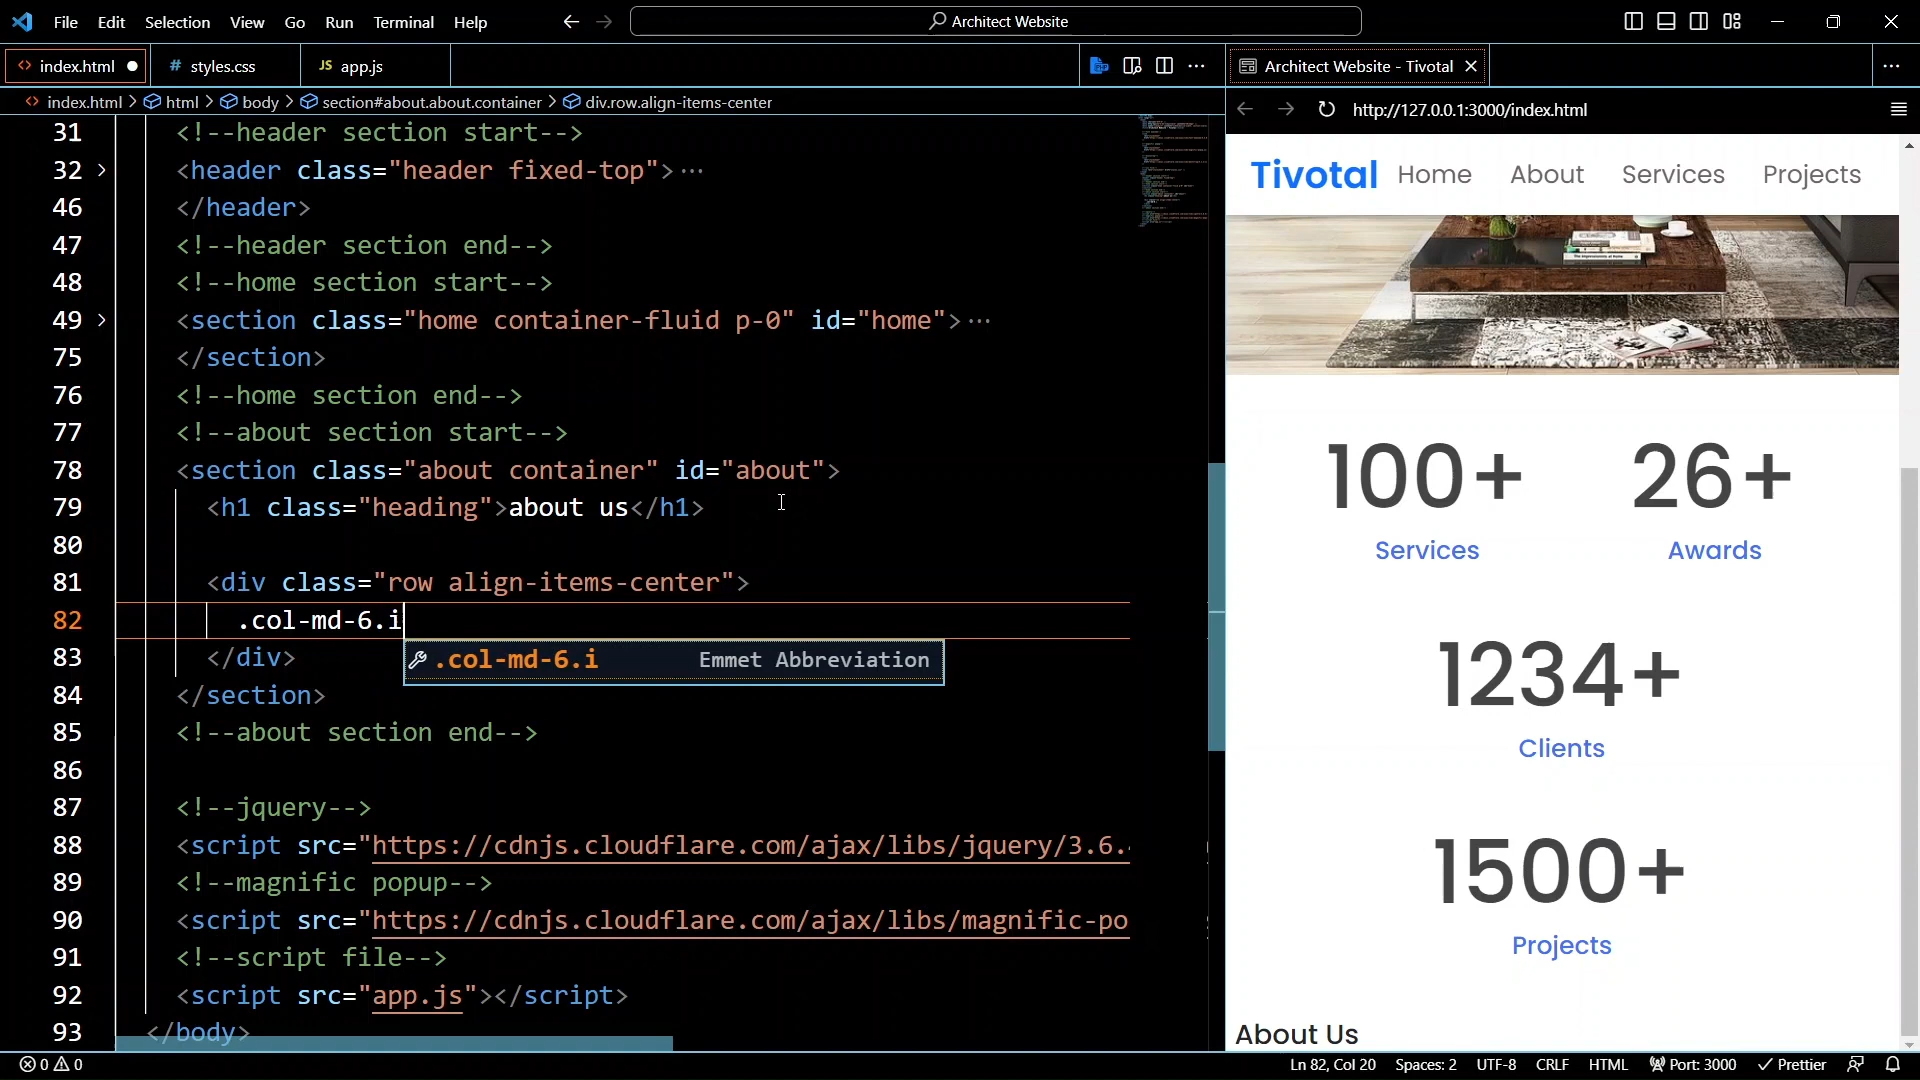 File Edit Selection View Go Run Terminal Help
Architect Website
index.html
# styles.css
JS app.js
Architect Website - Tivotal
index.html > html > body > section#about.about.container > div.row.align-items-center
http://127.0.0.1:3000/index.html
31 <!--header section start-->
32 <header class="header fixed-top">···
46 </header>
47 <!--header section end-->
48 <!--home section start-->
49 <section class="home container-fluid p-0" id="home">···
75 </section>
76 <!--home section end-->
77 <!--about section start-->
78 <section class="about container" id="about">
79 <h1 class="heading">about us</h1>
80
81 <div class="row align-items-center">
82 .col-md-6.i
.col-md-6.i Emmet Abbreviation
83 </div>
84 </section>
85 <!--about section end-->
86
87 <!--jquery-->
88 <script src="https://cdnjs.cloudflare.com/ajax/libs/jquery/3.6.
89 <!--magnific popup-->
90 <script src="https://cdnjs.cloudflare.com/ajax/libs/magnific-po
91 <!--script file-->
92 <script src="app.js"></script>
93 </body>
Tivotal Home About Services Projects
100+ 26+
Services Awards
1234+
Clients
1500+
Projects
About Us
0 0
Ln 82, Col 20 Spaces: 2 UTF-8 CRLF HTML Port: 3000 Prettier